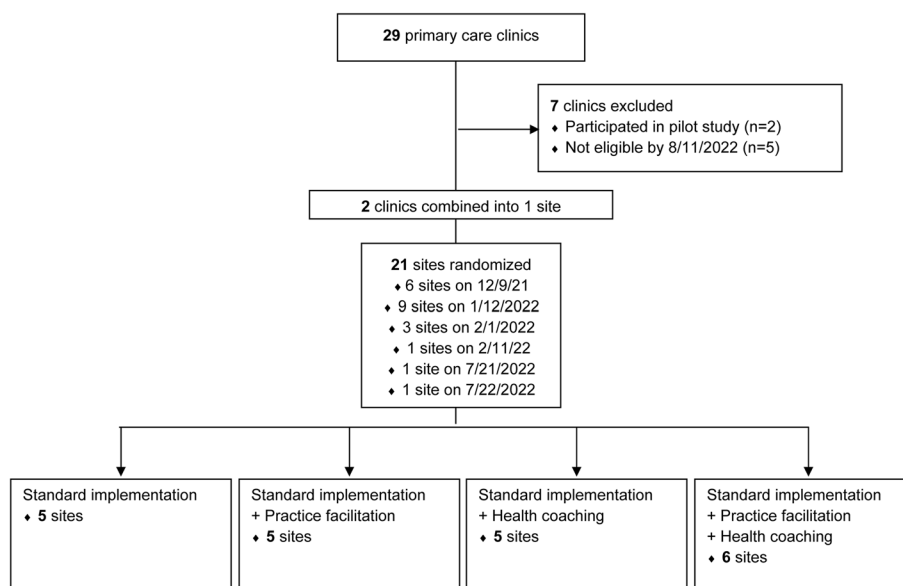 29 primary care clinics
7 clinics excluded
♦ Participated in pilot study (n=2)
♦ Not eligible by 8/11/2022 (n=5)
2 clinics combined into 1 site
21 sites randomized
♦ 6 sites on 12/9/21
♦ 9 sites on 1/12/2022
♦ 3 sites on 2/1/2022
♦ 1 sites on 2/11/22
♦ 1 site on 7/21/2022
♦ 1 site on 7/22/2022
Standard implementation
♦ 5 sites
Standard implementation
+ Practice facilitation
♦ 5 sites
Standard implementation
+ Health coaching
♦ 5 sites
Standard implementation
+ Practice facilitation
+ Health coaching
♦ 6 sites